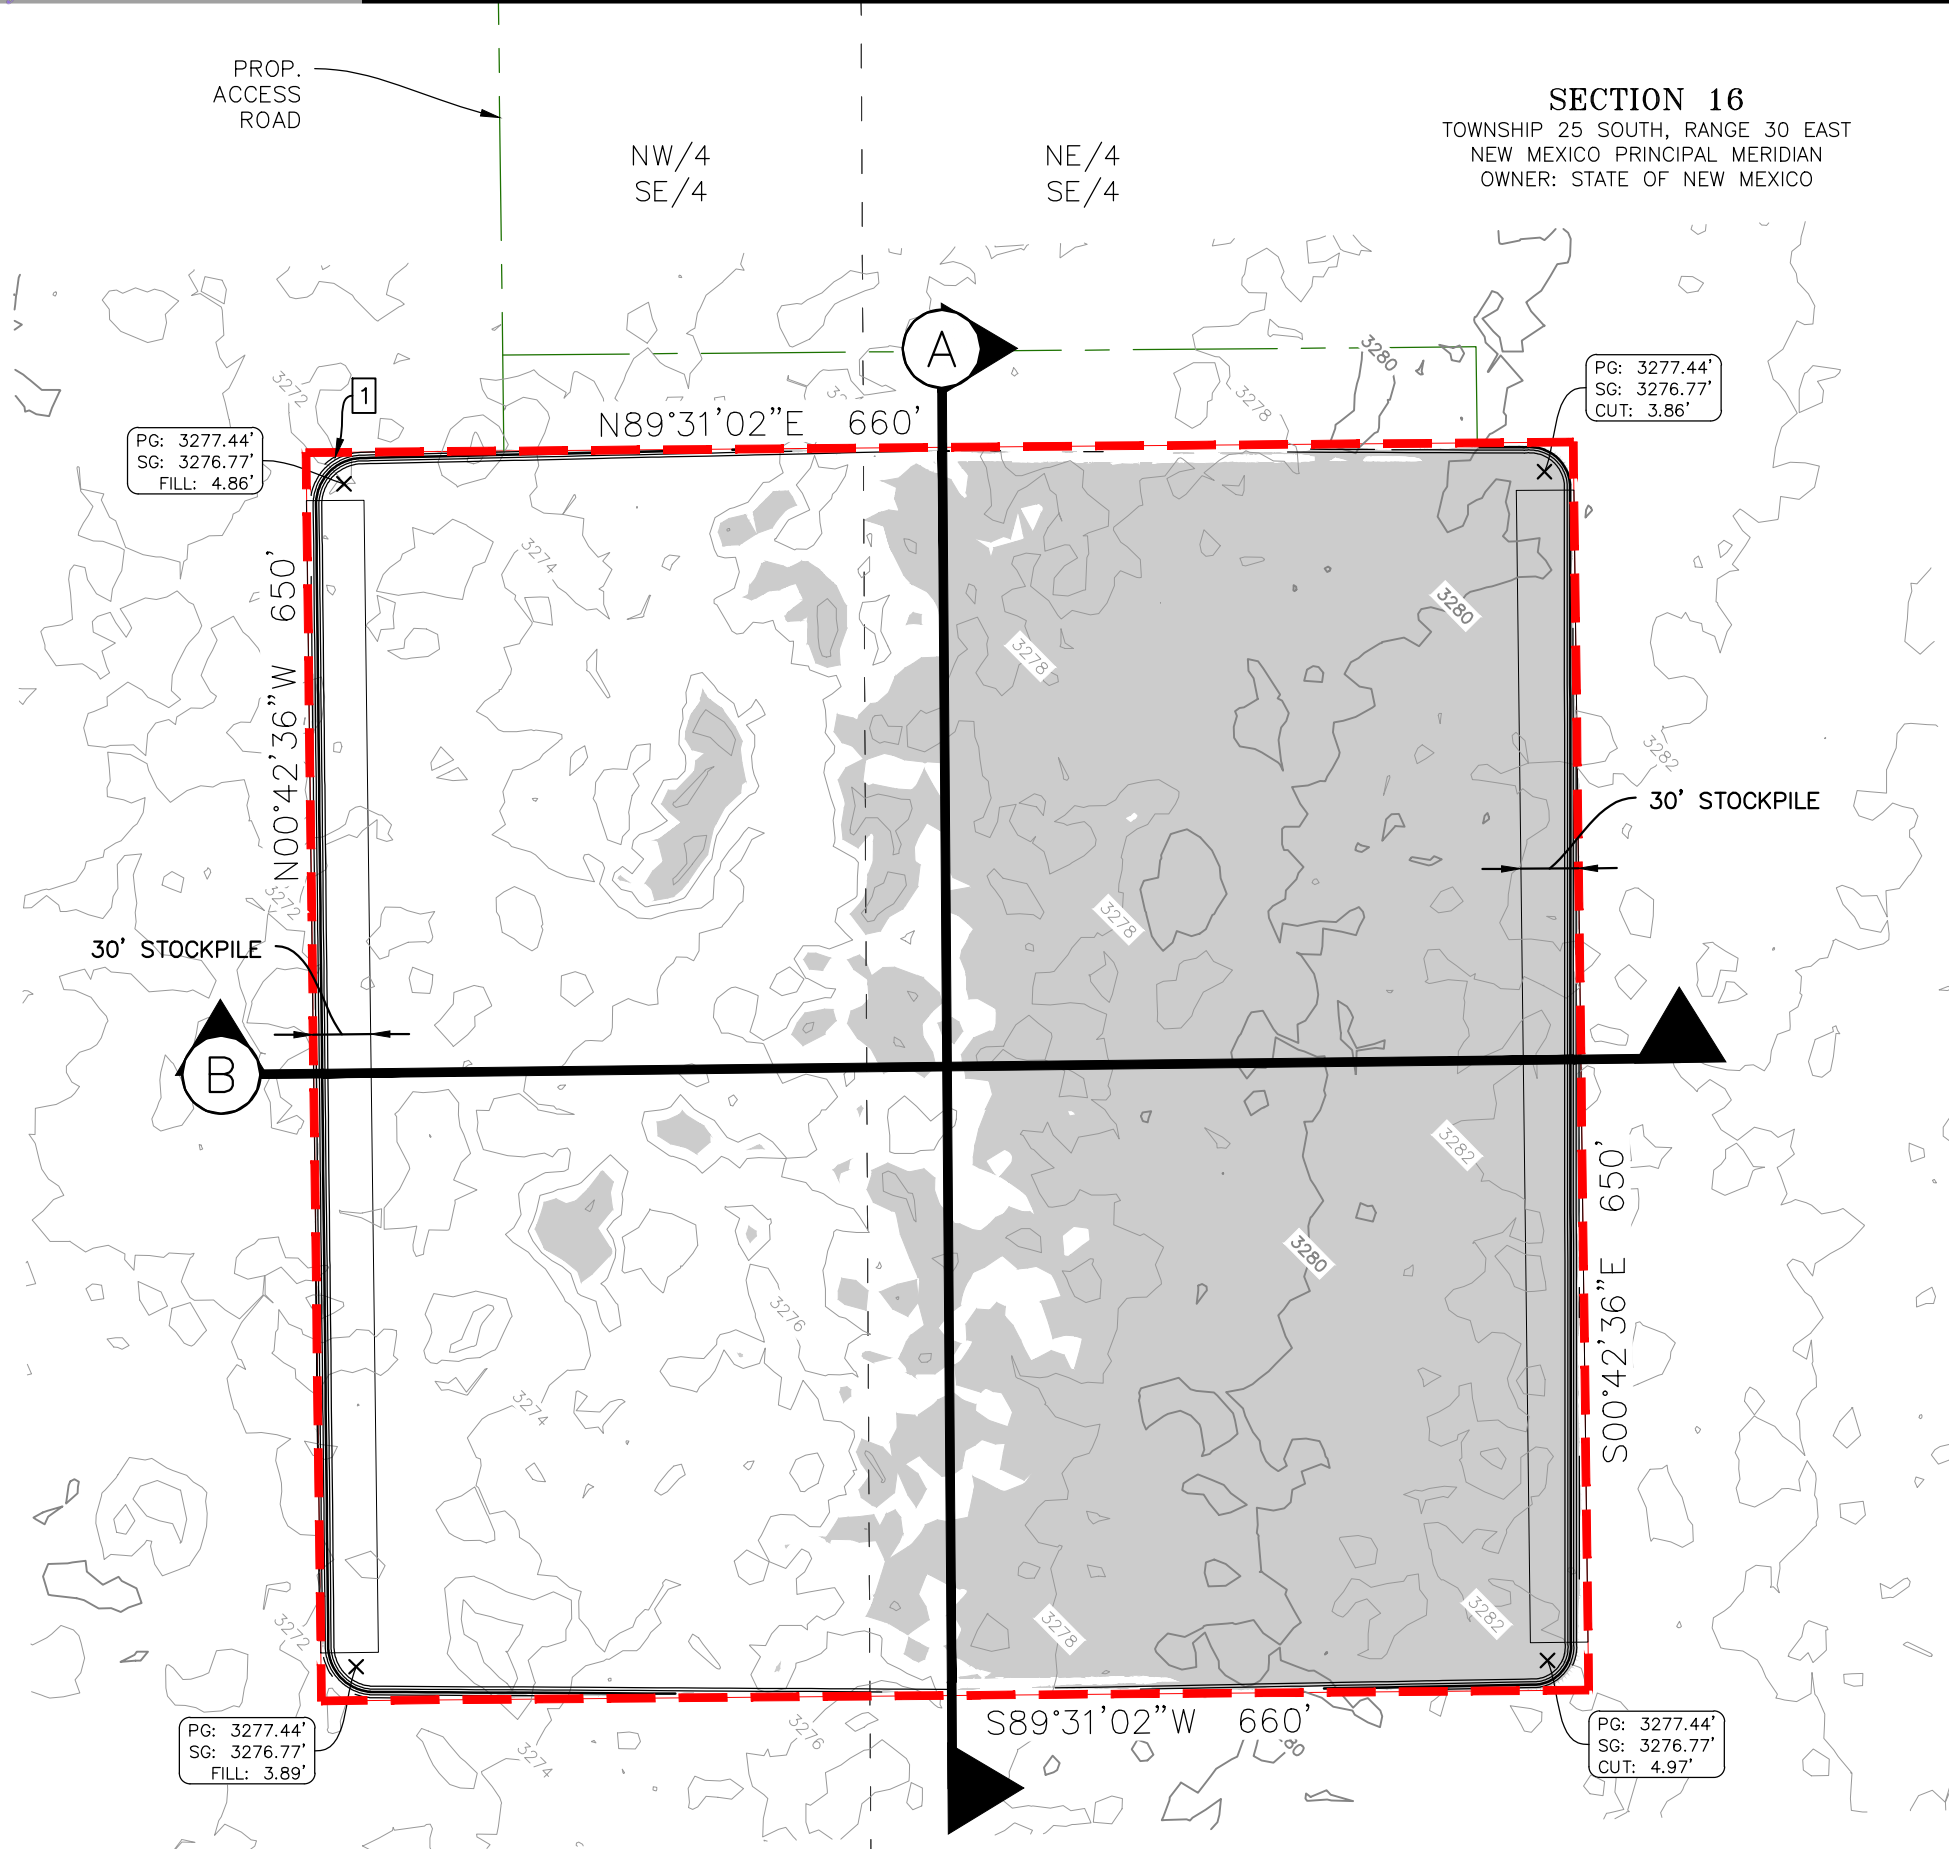 PROP.
ACCESS
ROAD
NW/4
SE/4
NE/4
SE/4
SECTION 16
TOWNSHIP 25 SOUTH, RANGE 30 EAST
NEW MEXICO PRINCIPAL MERIDIAN
OWNER: STATE OF NEW MEXICO
A
3280
3272
1
3278
PG: 3277.44'
SG: 3276.77'
CUT: 3.86'
N89°31'02"E 660'
PG: 3277.44'
SG: 3276.77'
FILL: 4.86'
3274
N00°42'36"W 650'
3280
3278
3282
30' STOCKPILE
3272
3278
30' STOCKPILE
B
3282
S00°42'36"E 650'
3280
3276
3274
3272
3278
3282
S89°31'02"W 660'
PG: 3277.44'
SG: 3276.77'
FILL: 3.89'
3274
3276
80
PG: 3277.44'
SG: 3276.77'
CUT: 4.97'